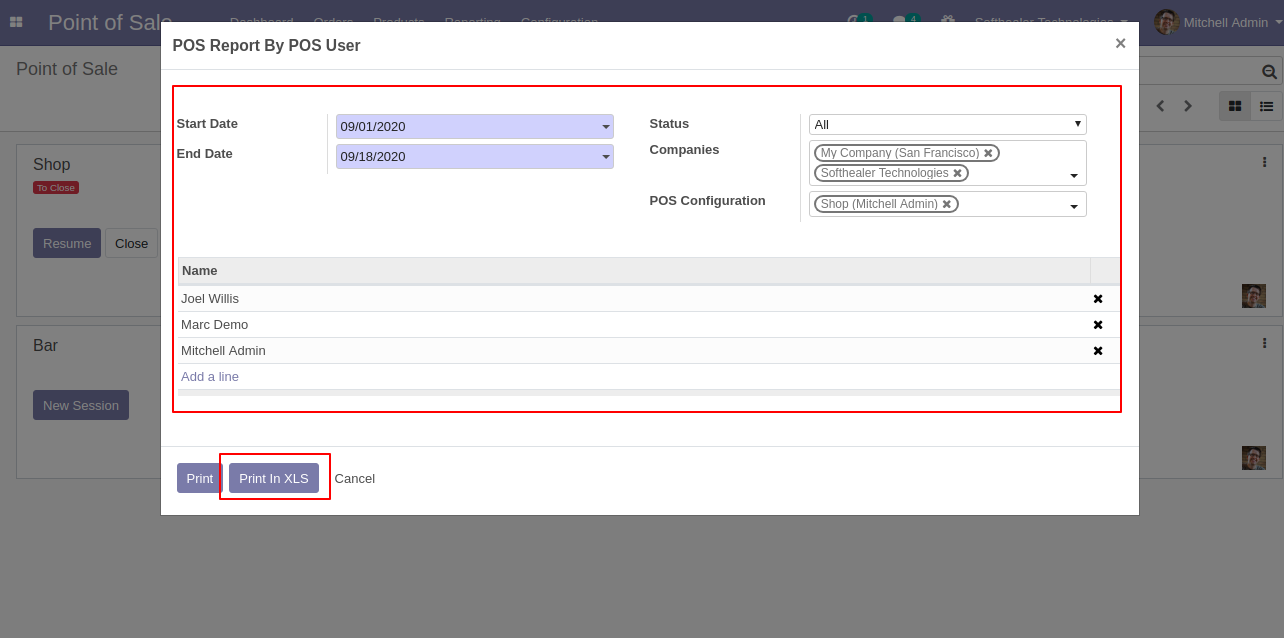 Point of Sale
Dashboard Orders Products Reporting Configuration
1
4
Softhealer Technologies
Mitchell Admin
POS Report By POS User
×
Point of Sale
Start Date 09/01/2020
End Date 09/18/2020
Status All
Companies My Company (San Francisco)
Softhealer Technologies
POS Configuration Shop (Mitchell Admin)
Shop
To Close
Resume Close
Name
Joel Willis
Marc Demo
Mitchell Admin
Add a line
Bar
New Session
Print Print In XLS Cancel